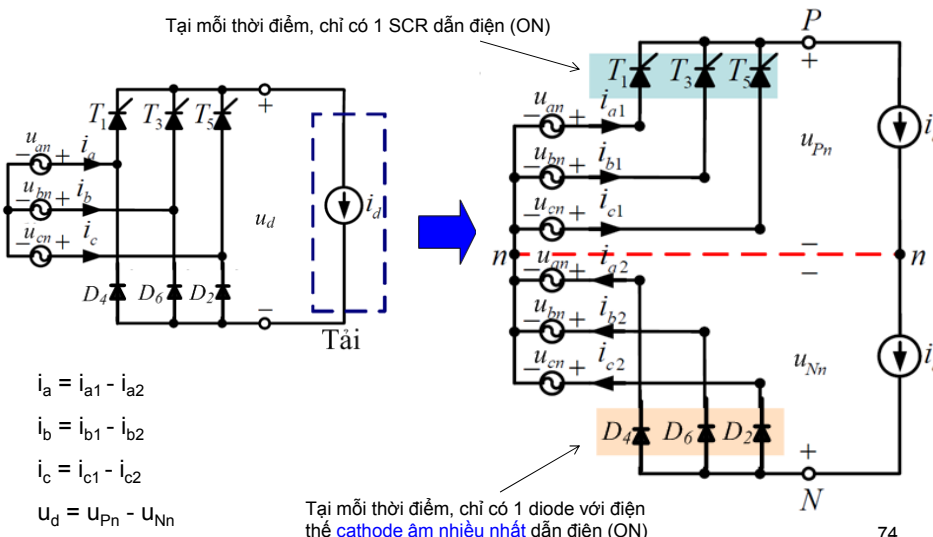 Tại mỗi thời điểm, chỉ có 1 SCR dẫn điện (ON)
T1 T3 T5
+
uan
− + ia
ubn
− + ib
ucn
− + ic
ud
id
D4 D6 D2
−
Tải
P
+
T1 T3 T5
uan
− + ia1
uPn
ubn
− + ib1
ucn
− + ic1
−
n n
−
uan
− + ia2
ubn
− + ib2
ucn
− + ic2
uNn
D4 D6 D2
+
N
ia = ia1 - ia2
ib = ib1 - ib2
ic = ic1 - ic2
ud = uPn - uNn
Tại mỗi thời điểm, chỉ có 1 diode với điện
thế cathode âm nhiều nhất dẫn điện (ON)
74